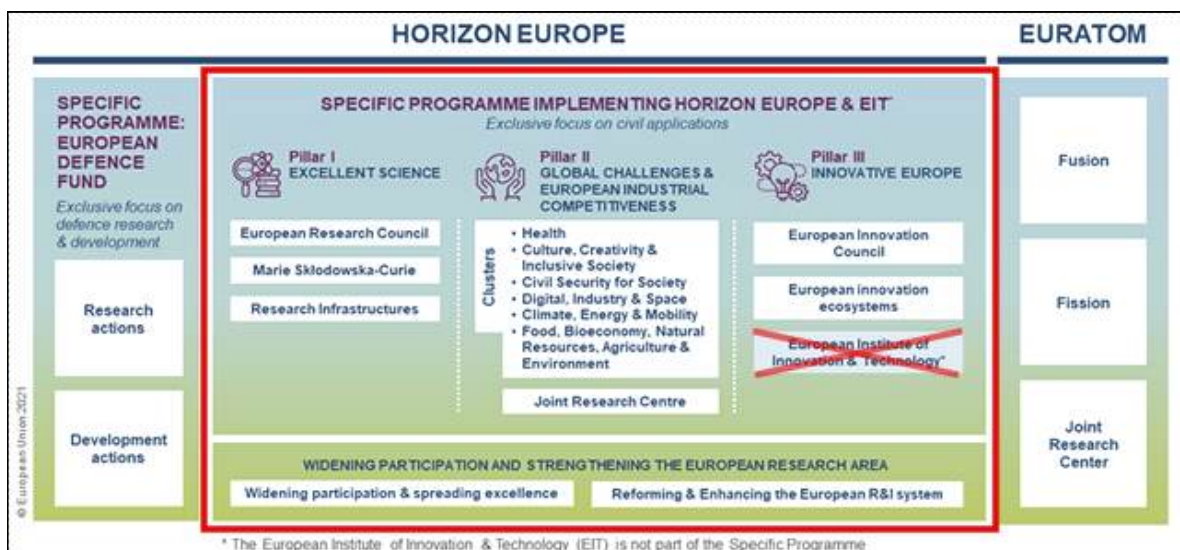 HORIZON EUROPE
EURATOM
SPECIFIC
PROGRAMME:
EUROPEAN
DEFENCE
FUND
Exclusive focus on
defence research
& development
Research
actions
Development
actions
SPECIFIC PROGRAMME IMPLEMENTING HORIZON EUROPE & EIT*
Exclusive focus on civil applications
Pillar I
EXCELLENT SCIENCE
European Research Council
Marie Skłodowska-Curie
Research Infrastructures
Pillar II
GLOBAL CHALLENGES &
EUROPEAN INDUSTRIAL
COMPETITIVENESS
Clusters
• Health
• Culture, Creativity &
Inclusive Society
• Civil Security for Society
• Digital, Industry & Space
• Climate, Energy & Mobility
• Food, Bioeconomy, Natural
Resources, Agriculture &
Environment
Joint Research Centre
Pillar III
INNOVATIVE EUROPE
European Innovation
Council
European innovation
ecosystems
European Institute of
Innovation & Technology*
WIDENING PARTICIPATION AND STRENGTHENING THE EUROPEAN RESEARCH AREA
Widening participation & spreading excellence
Reforming & Enhancing the European R&I system
Fusion
Fission
Joint
Research
Center
© European Union 2021
* The European Institute of Innovation & Technology (EIT) is not part of the Specific Programme